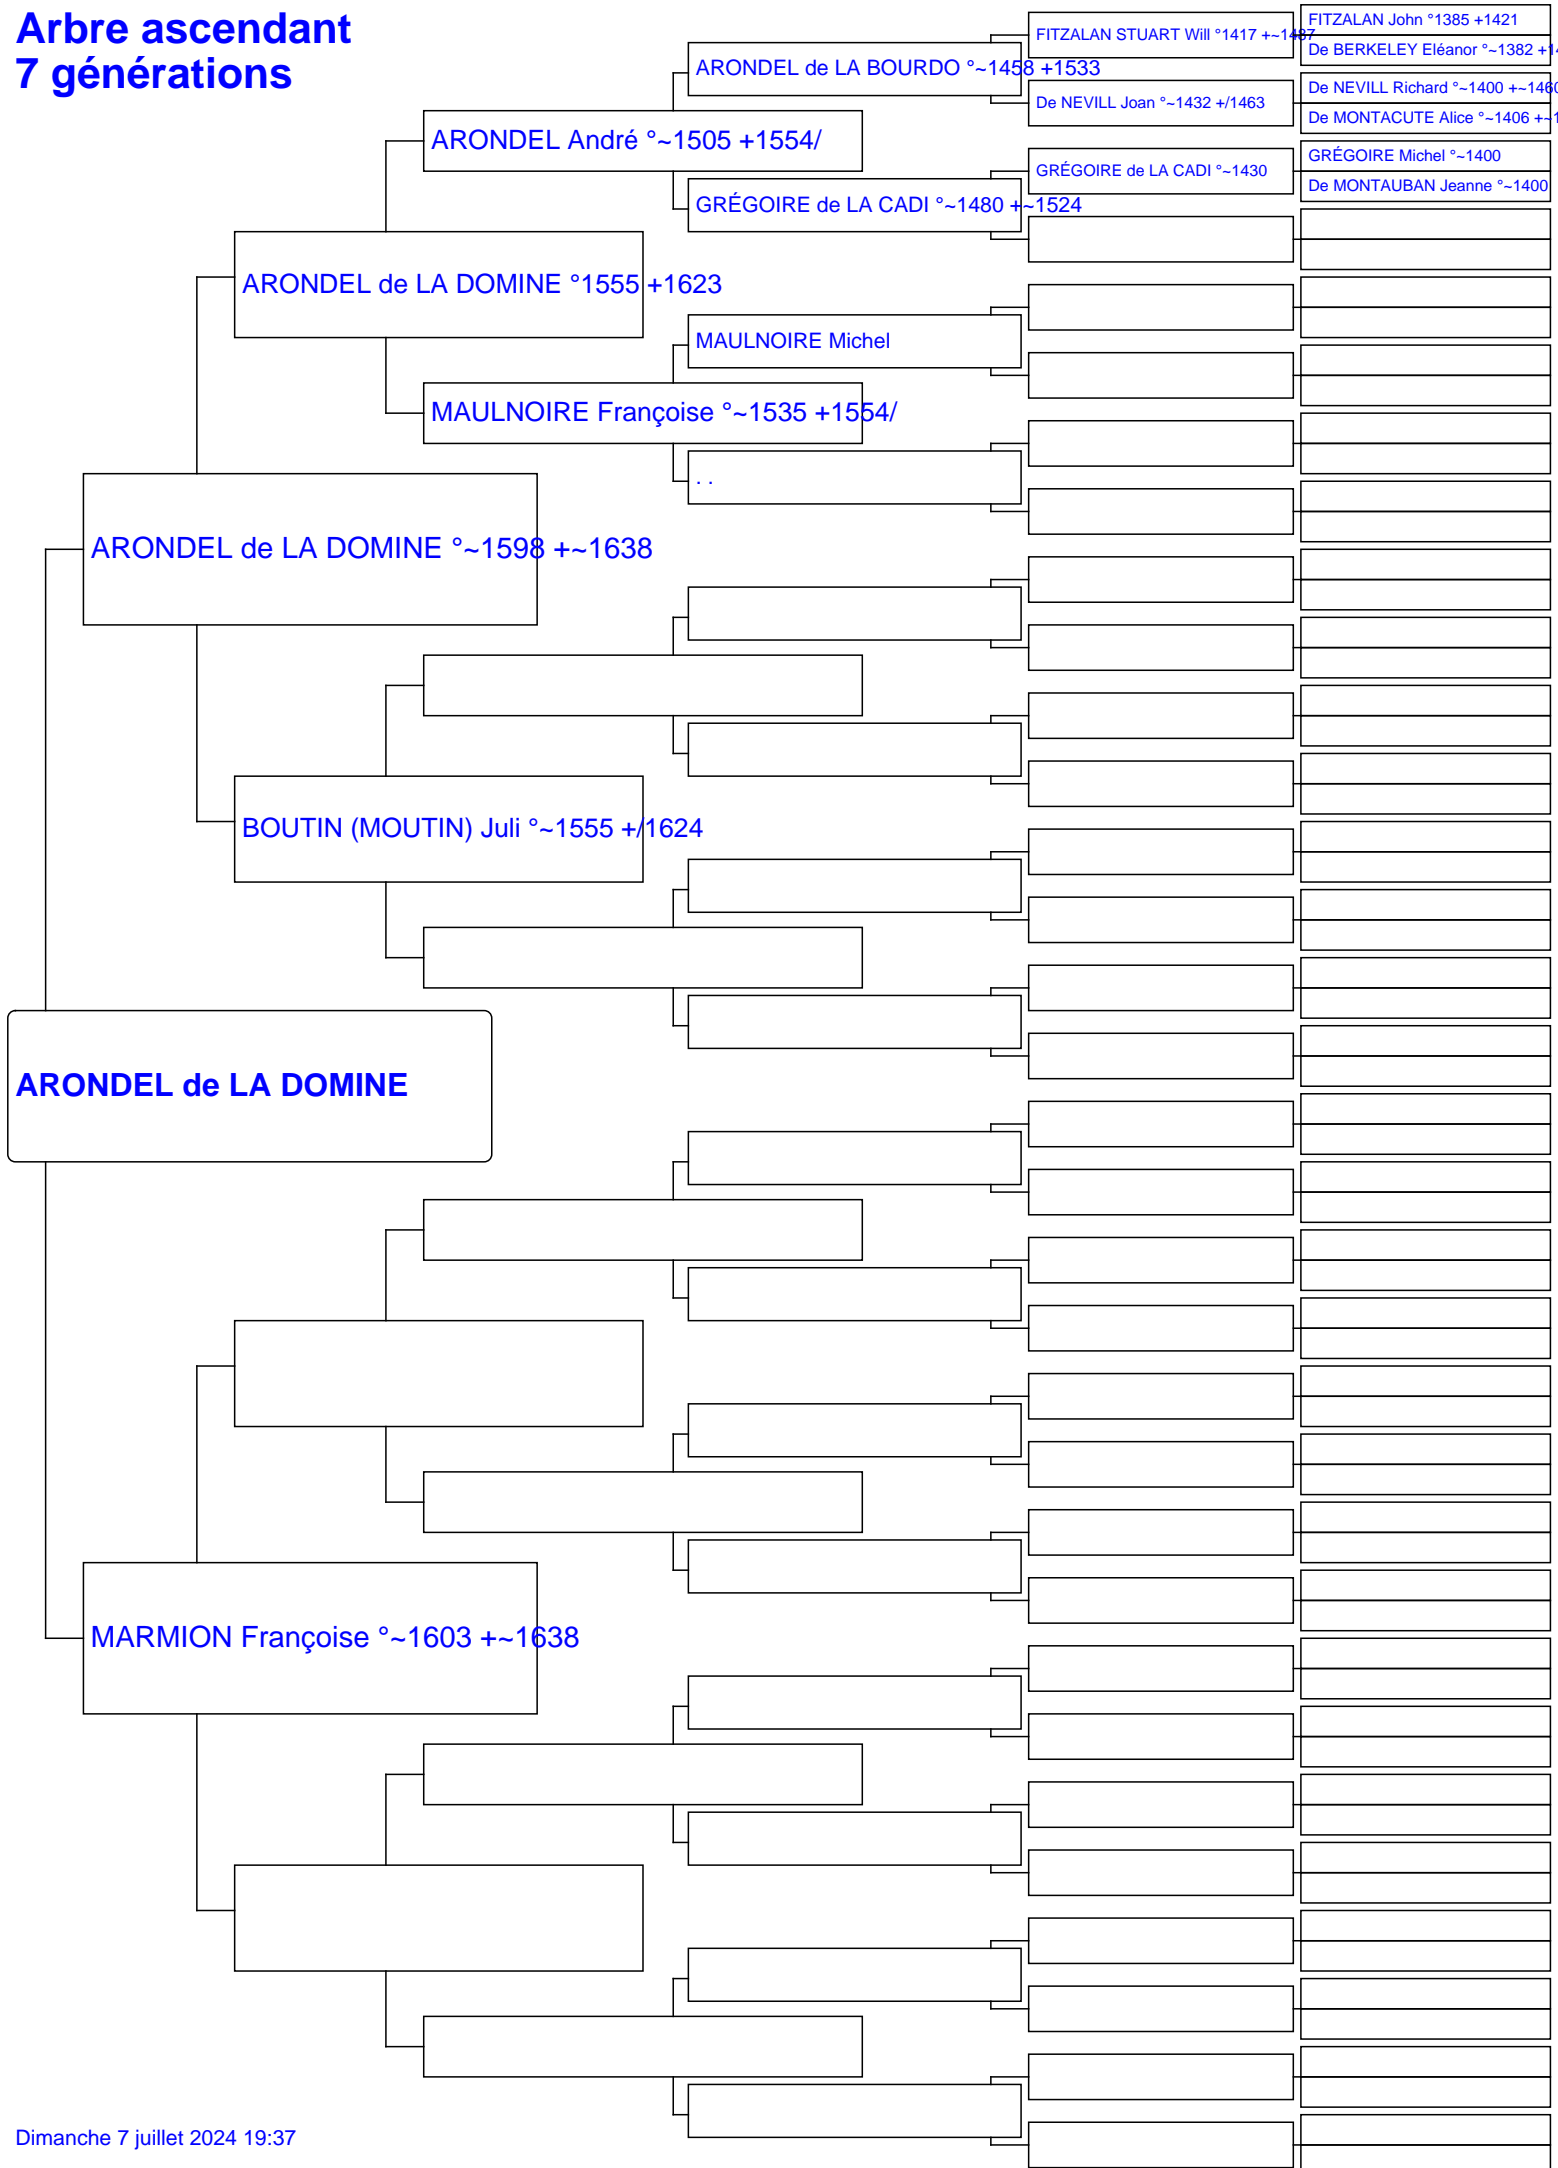 Arbre ascendant
7 générations
FITZALAN John °1385 +1421
FITZALAN STUART Will °1417 +~1487
De BERKELEY Eléanor °~1382 +1
ARONDEL de LA BOURDO °~1458 +1533
De NEVILL Richard °~1400 +~1460
De NEVILL Joan °~1432 +/1463
De MONTACUTE Alice °~1406 +~1
ARONDEL André °~1505 +1554/
GRÉGOIRE Michel °~1400
GRÉGOIRE de LA CADI °~1430
De MONTAUBAN Jeanne °~1400
GRÉGOIRE de LA CADI °~1480 +~1524
ARONDEL de LA DOMINE °1555 +1623
MAULNOIRE Michel
MAULNOIRE Françoise °~1535 +1554/
. .
ARONDEL de LA DOMINE °~1598 +~1638
BOUTIN (MOUTIN) Juli °~1555 +/1624
ARONDEL de LA DOMINE
MARMION Françoise °~1603 +~1638
Dimanche 7 juillet 2024 19:37